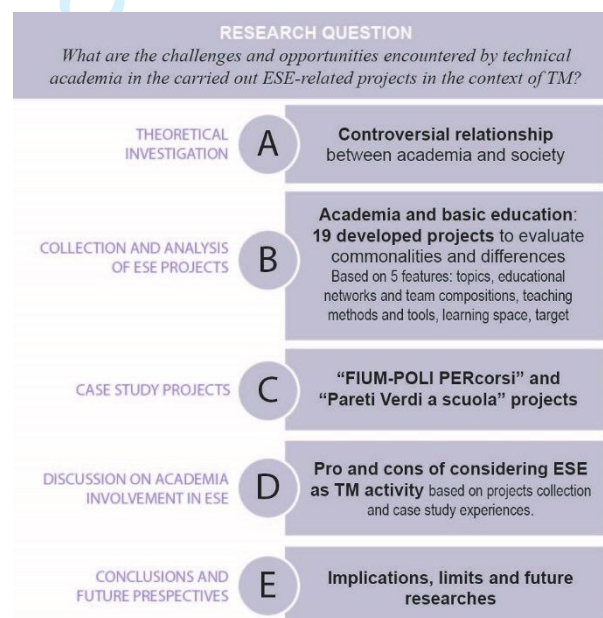 RESEARCH QUESTION
What are the challenges and opportunities encountered by technical
academia in the carried out ESE-related projects in the context of TM?
THEORETICAL
INVESTIGATION
A
Controversial relationship
between academia and society
COLLECTION AND ANALYSIS
OF ESE PROJECTS
B
Academia and basic education:
19 developed projects to evaluate
commonalities and differences
Based on 5 features: topics, educational
networks and team compositions, teaching
methods and tools, learning space, target
CASE STUDY PROJECTS
C
“FIUM-POLI PERcorsi” and
“Pareti Verdi a scuola” projects
DISCUSSION ON ACADEMIA
INVOLVEMENT IN ESE
D
Pro and cons of considering ESE
as TM activity based on projects collection
and case study experiences.
CONCLUSIONS AND
FUTURE PRESPECTIVES
E
Implications, limits and future
researches